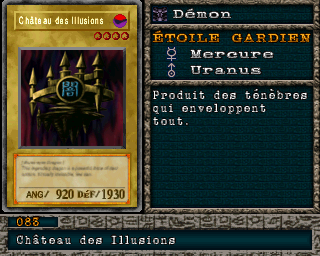 Château des Illusions
ANG/ 920 DÉF/1930
Démon
ÉTOILE GARDIEN
Mercure
Uranus
Produit des ténèbres
qui enveloppent
tout.
083
Château des Illusions